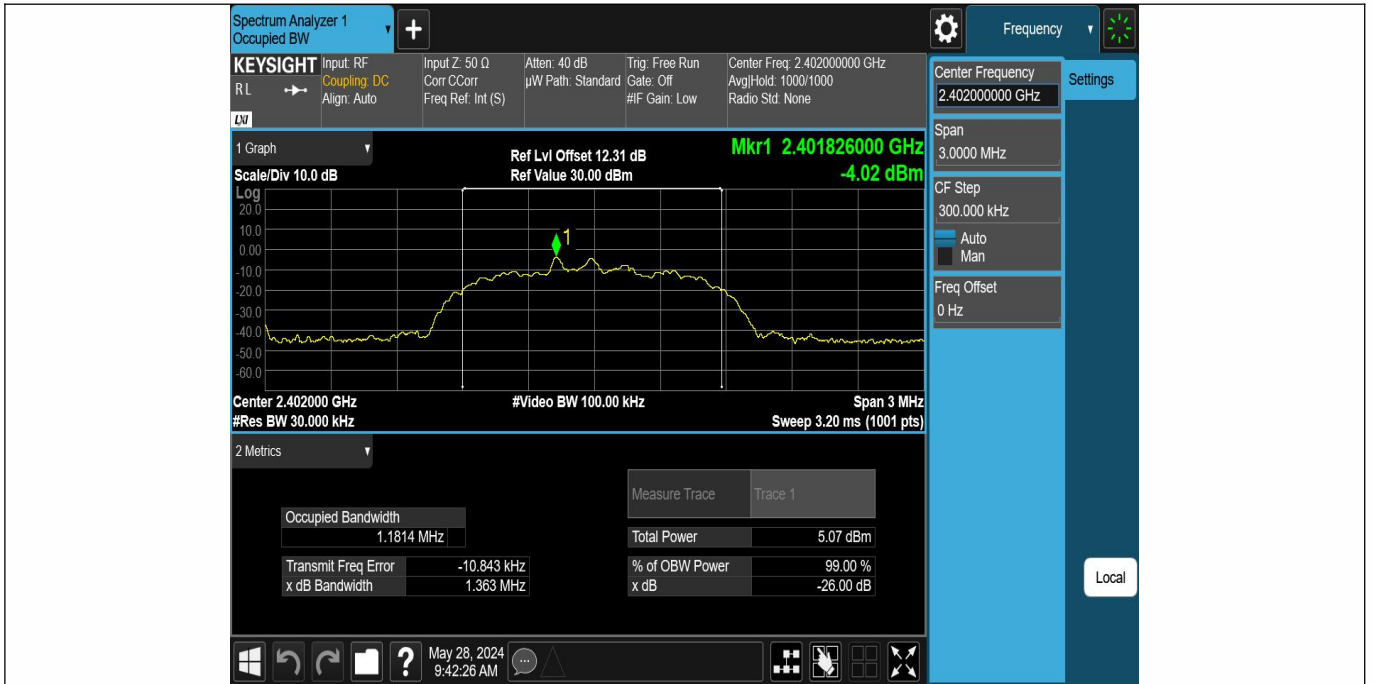 Spectrum Analyzer 1
Occupied BW
+
Frequency
KEYSIGHT
RL
LXI
Input: RF
Coupling: DC
Align: Auto
Input Z: 50 Ω
Corr CCorr
Freq Ref: Int (S)
Atten: 40 dB
µW Path: Standard
Trig: Free Run
Gate: Off
#IF Gain: Low
Center Freq: 2.402000000 GHz
Avg|Hold: 1000/1000
Radio Std: None
Center Frequency
2.402000000 GHz
Settings
Span
3.0000 MHz
CF Step
300.000 kHz
Auto
Man
Freq Offset
0 Hz
Local
1 Graph
Scale/Div 10.0 dB
Ref Lvl Offset 12.31 dB
Ref Value 30.00 dBm
Mkr1 2.401826000 GHz
-4.02 dBm
Log
20.0
10.0
0.00
-10.0
-20.0
-30.0
-40.0
-50.0
-60.0
1
Center 2.402000 GHz
#Res BW 30.000 kHz
#Video BW 100.00 kHz
Span 3 MHz
Sweep 3.20 ms (1001 pts)
2 Metrics
Measure Trace Trace 1
Occupied Bandwidth
1.1814 MHz
Total Power 5.07 dBm
Transmit Freq Error -10.843 kHz
% of OBW Power 99.00 %
x dB Bandwidth 1.363 MHz
x dB -26.00 dB
?
May 28, 2024
9:42:26 AM